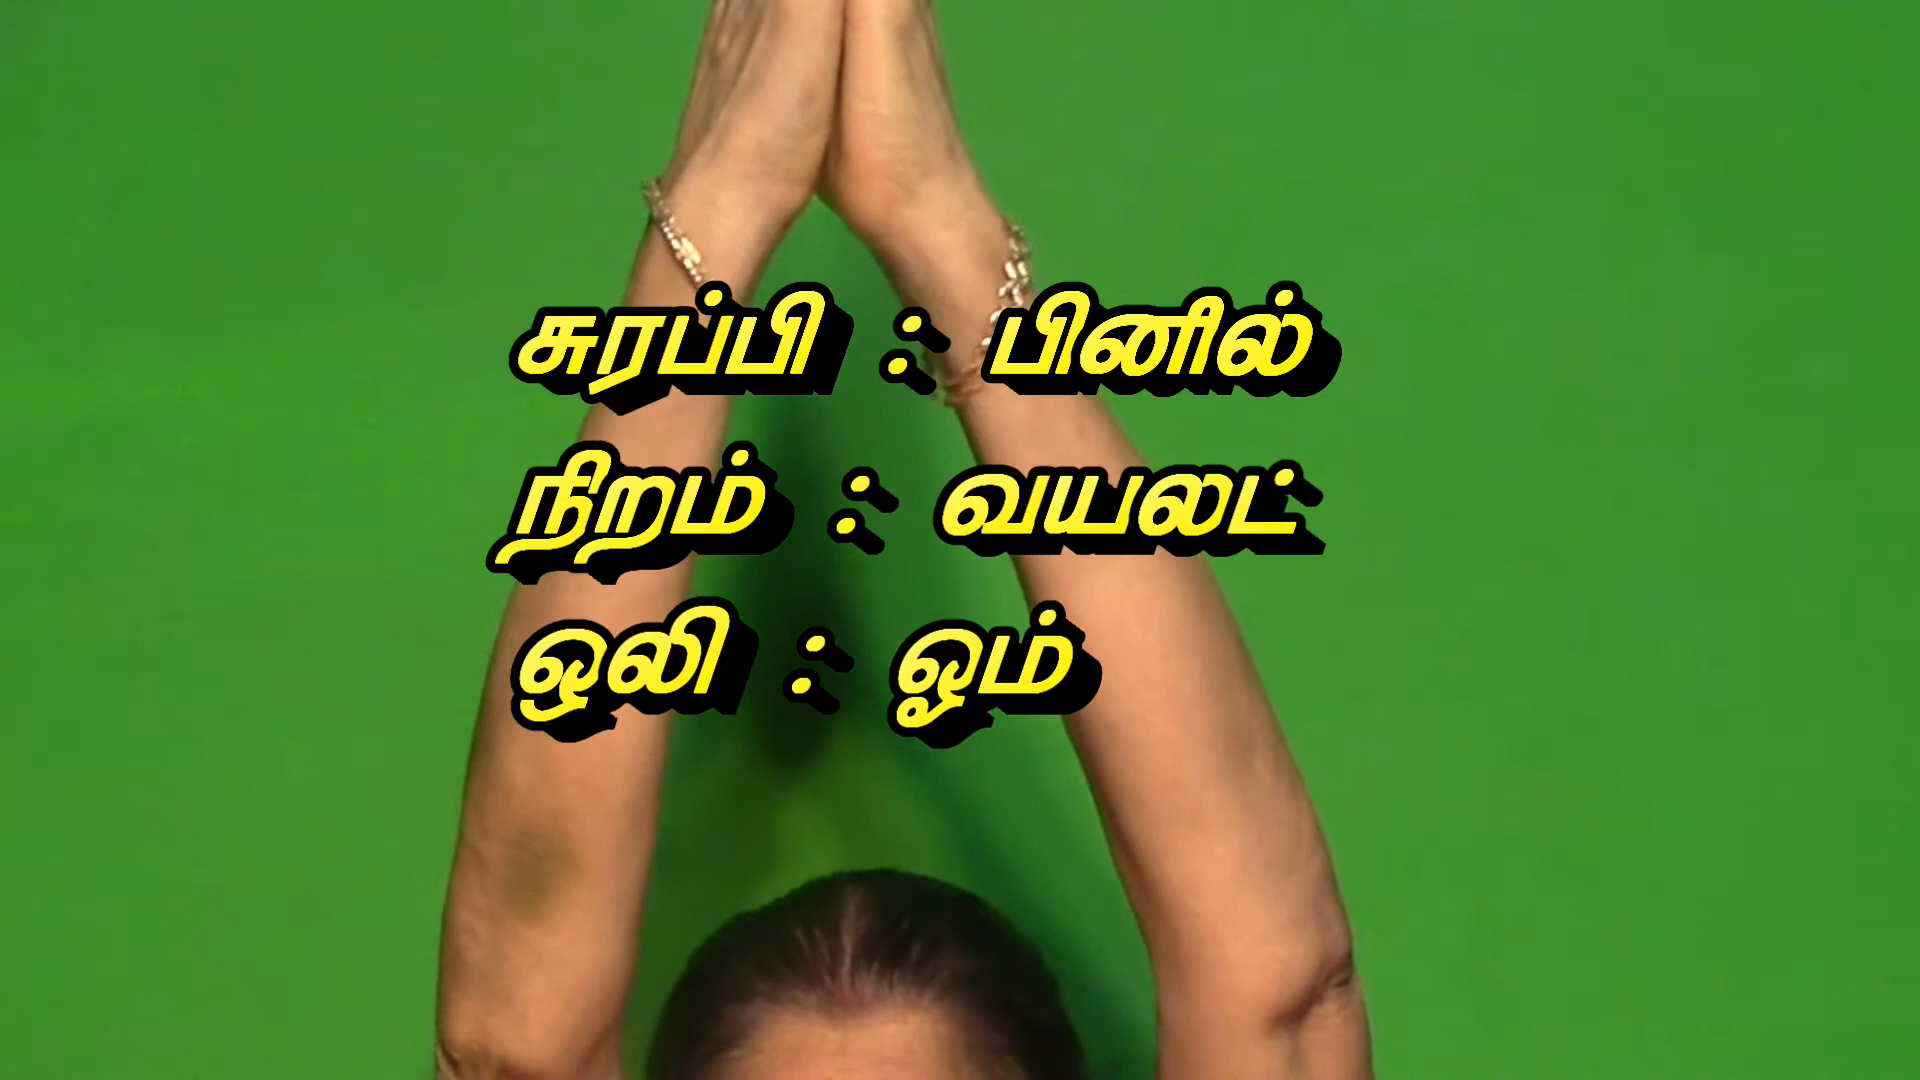 சுரப்பி : பினில்
நிறம் : வயலட்
ஒலி : ஓம்